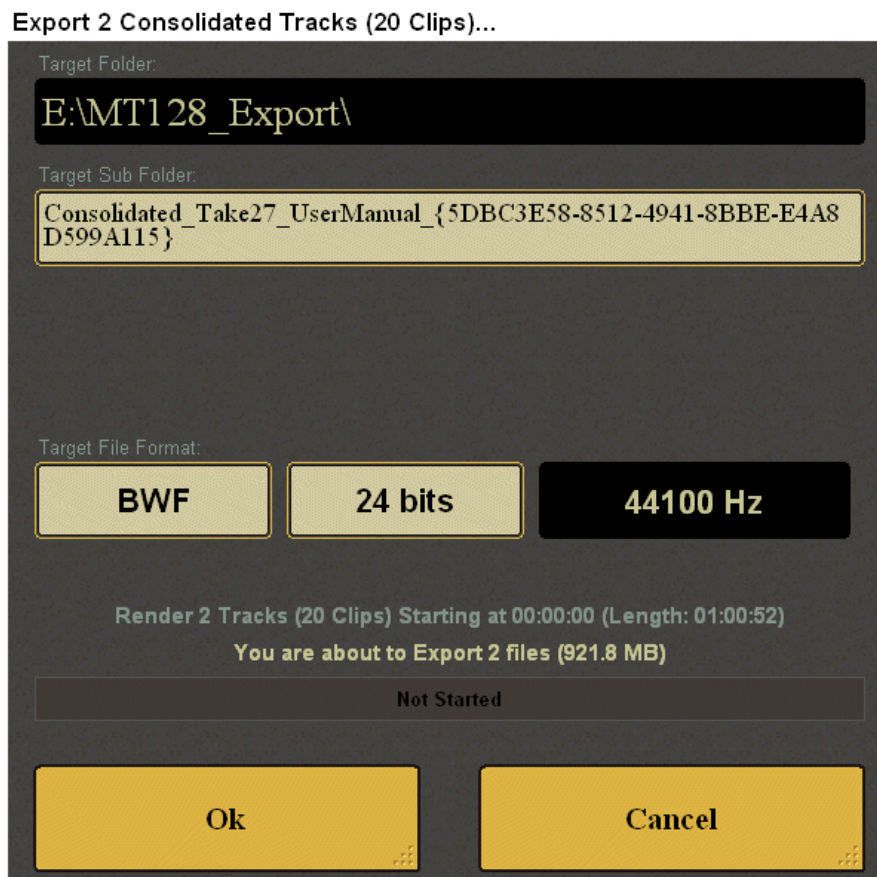 Export 2 Consolidated Tracks (20 Clips)...
Target Folder:
E:\MT128_Export\
Target Sub Folder:
Consolidated_Take27_UserManual_{5DBC3E58-8512-4941-8BBE-E4A8
D599A115}
Target File Format:
BWF 24 bits 44100 Hz
Render 2 Tracks (20 Clips) Starting at 00:00:00 (Length: 01:00:52)
You are about to Export 2 files (921.8 MB)
Not Started
Ok Cancel